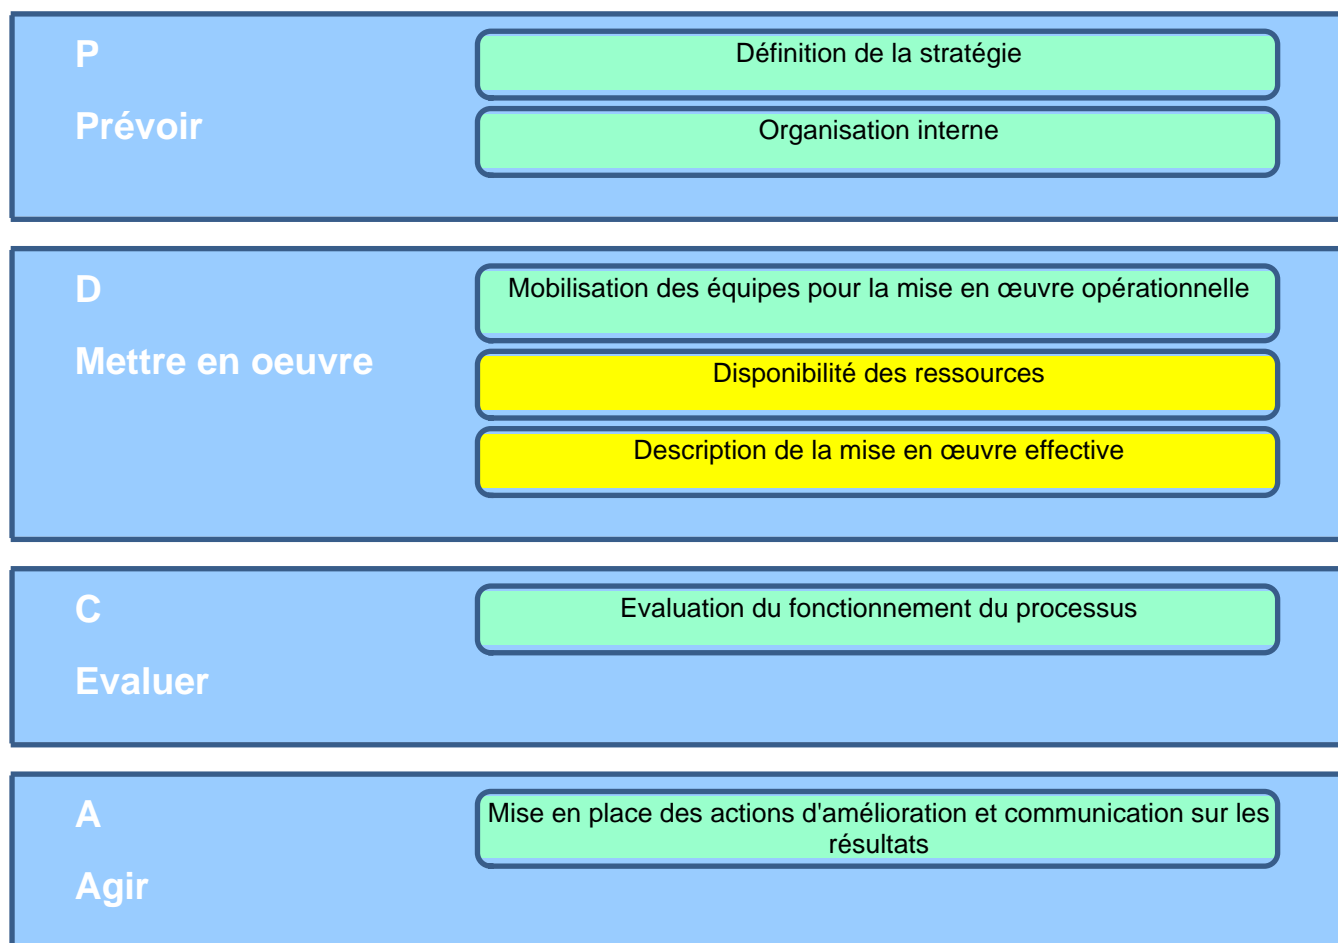 P
Définition de la stratégie
Prévoir
Organisation interne
D
Mobilisation des équipes pour la mise en œuvre opérationnelle
Mettre en oeuvre
Disponibilité des ressources
Description de la mise en œuvre effective
C
Evaluation du fonctionnement du processus
Evaluer
A
Mise en place des actions d'amélioration et communication sur les
résultats
Agir